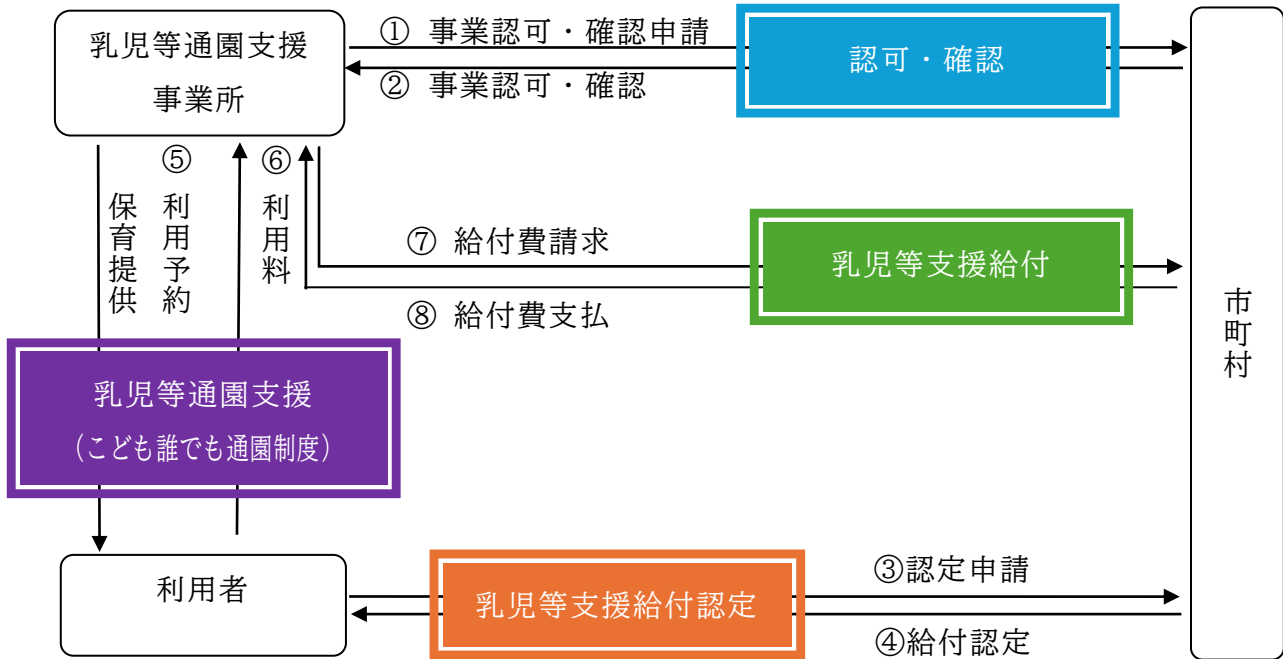 乳児等通園支援
事業所
① 事業認可・確認申請
② 事業認可・確認
認可・確認
⑤ 利用予約
⑥ 利用料
保育提供
⑦ 給付費請求
⑧ 給付費支払
乳児等支援給付
市町村
乳児等通園支援
（こども誰でも通園制度）
利用者
乳児等支援給付認定
③認定申請
④給付認定